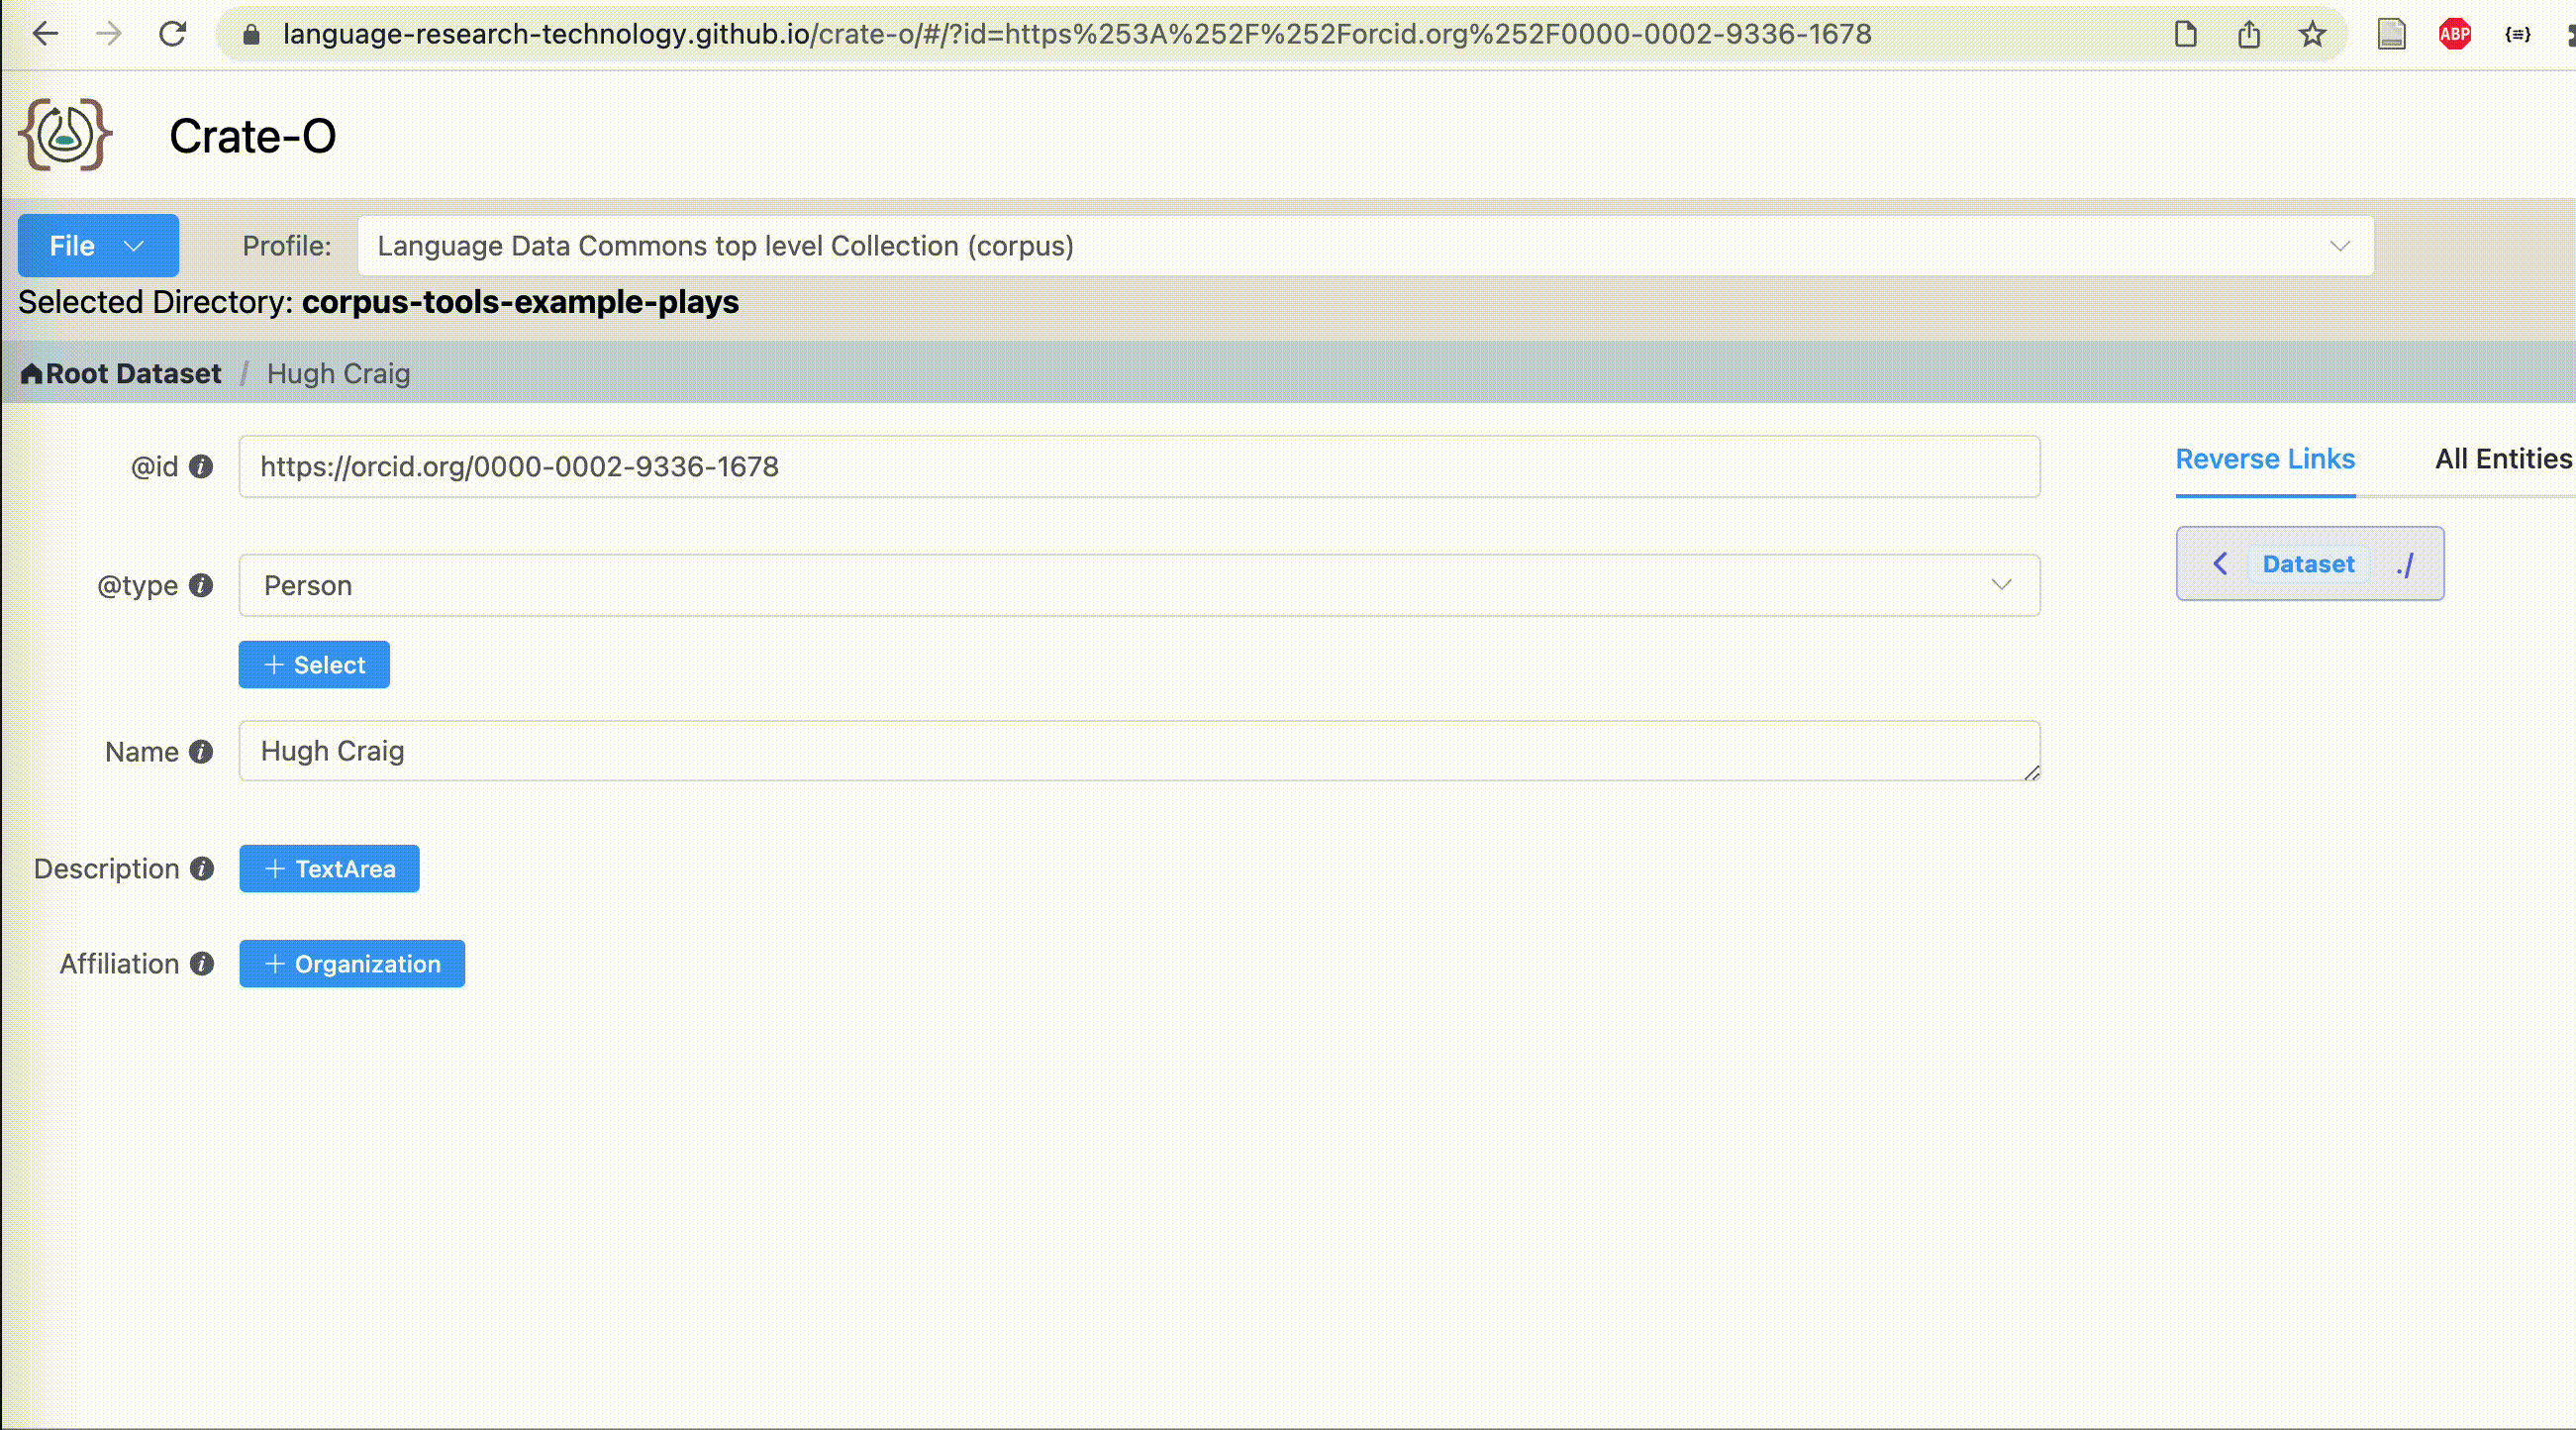 language-research-technology.github.io/crate-o/#/?id=https%253A%252F%252Forcid.org%252F0000-0002-9336-1678
ABP
Crate-O
File
Profile:
Language Data Commons top level Collection (corpus)
Selected Directory: corpus-tools-example-plays
Root Dataset / Hugh Craig
@id
https://orcid.org/0000-0002-9336-1678
Reverse Links
All Entities
Dataset ./
@type
Person
+ Select
Name
Hugh Craig
Description
+ TextArea
Affiliation
+ Organization